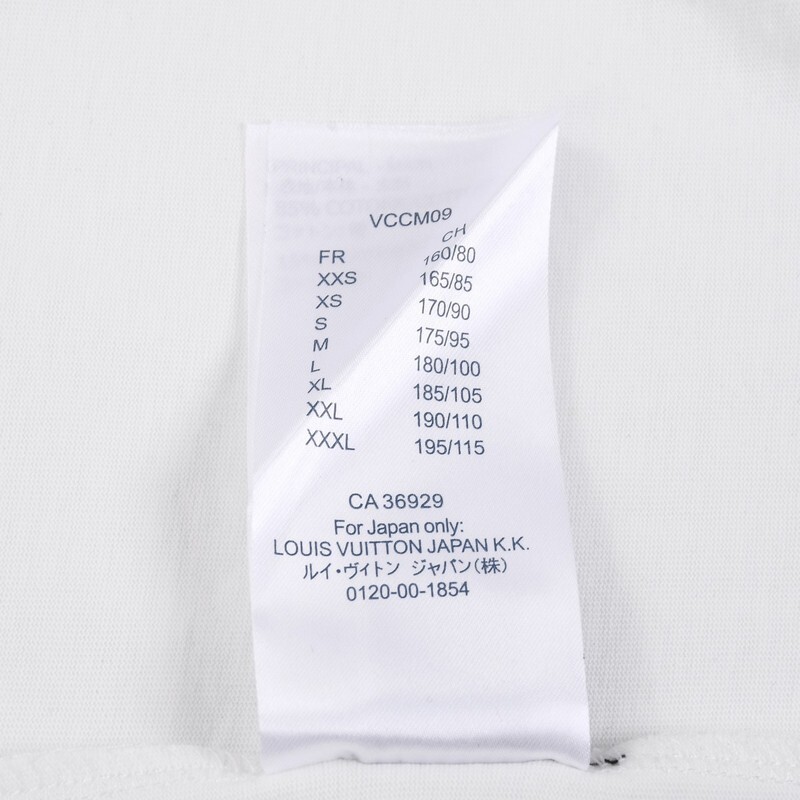 VCCM09
FR CH
XXS 160/80
XS 165/85
S 170/90
M 175/95
L 180/100
XL 185/105
XXL 190/110
XXXL 195/115
CA 36929
For Japan only:
LOUIS VUITTON JAPAN K.K.
ルイ・ヴィトン ジャパン(株)
0120-00-1854